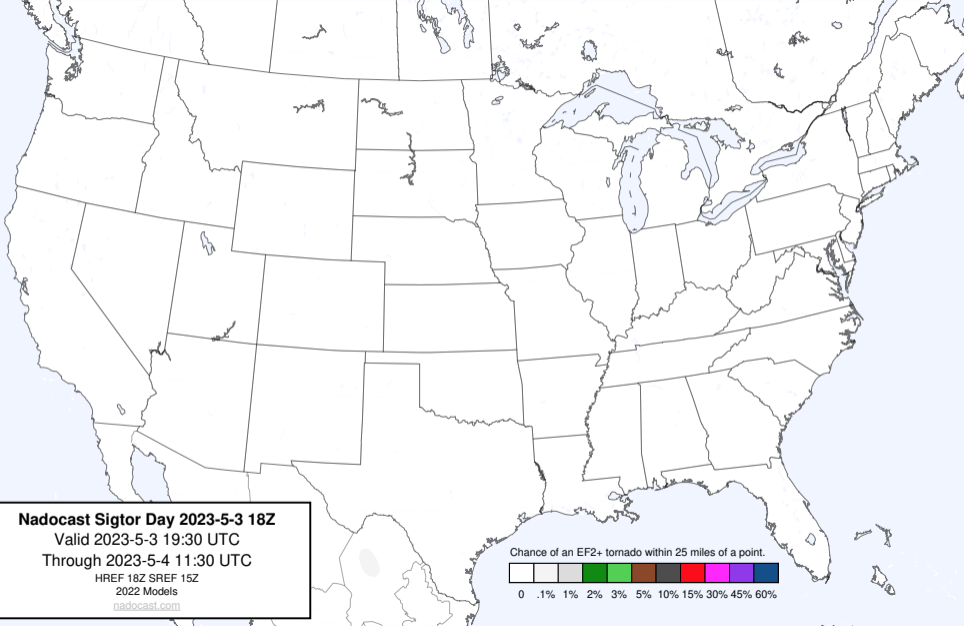 Nadocast Sigtor Day 2023-5-3 18Z
Valid 2023-5-3 19:30 UTC
Through 2023-5-4 11:30 UTC
HREF 18Z SREF 15Z
2022 Models
nadocast.com
Chance of an EF2+ tornado within 25 miles of a point.
0 .1% 1% 2% 3% 5% 10% 15% 30% 45% 60%